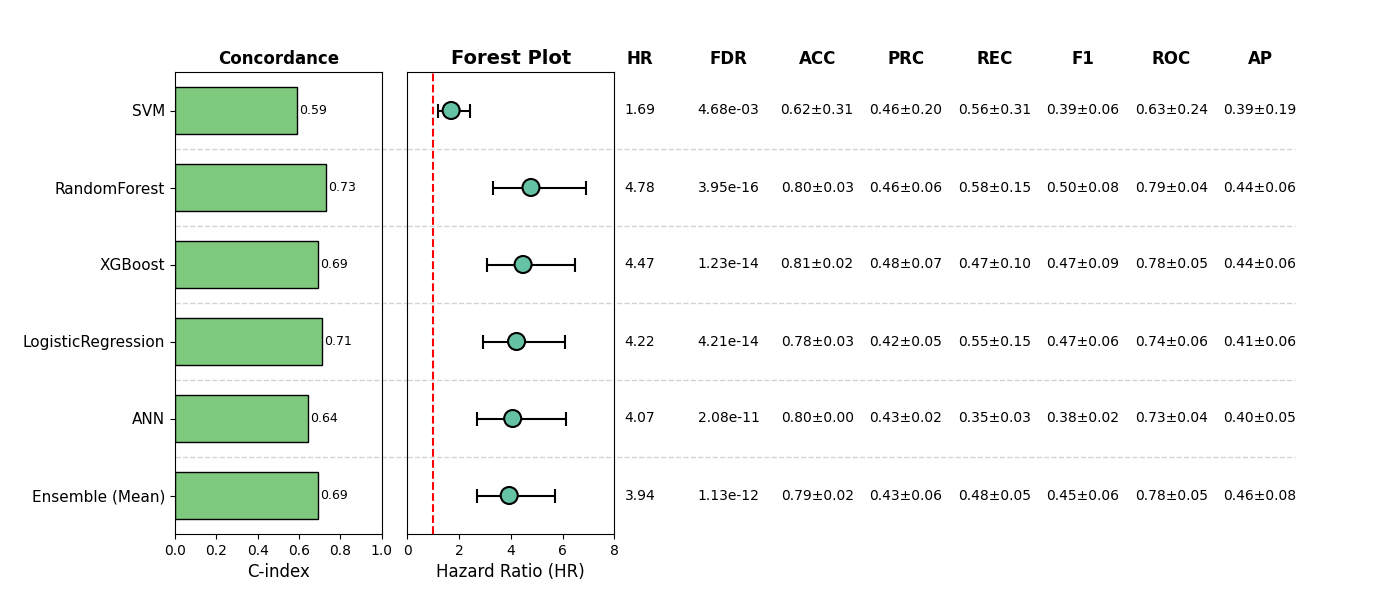 Concordance Forest Plot HR FDR ACC PRC REC F1 ROC AP
SVM 0.59 1.69 4.68e-03 0.62±0.31 0.46±0.20 0.56±0.31 0.39±0.06 0.63±0.24 0.39±0.19
RandomForest 0.73 4.78 3.95e-16 0.80±0.03 0.46±0.06 0.58±0.15 0.50±0.08 0.79±0.04 0.44±0.06
XGBoost 0.69 4.47 1.23e-14 0.81±0.02 0.48±0.07 0.47±0.10 0.47±0.09 0.78±0.05 0.44±0.06
LogisticRegression 0.71 4.22 4.21e-14 0.78±0.03 0.42±0.05 0.55±0.15 0.47±0.06 0.74±0.06 0.41±0.06
ANN 0.64 4.07 2.08e-11 0.80±0.00 0.43±0.02 0.35±0.03 0.38±0.02 0.73±0.04 0.40±0.05
Ensemble (Mean) 0.69 3.94 1.13e-12 0.79±0.02 0.43±0.06 0.48±0.05 0.45±0.06 0.78±0.05 0.46±0.08
0.0 0.2 0.4 0.6 0.8 1.0 0 2 4 6 8
C-index Hazard Ratio (HR)